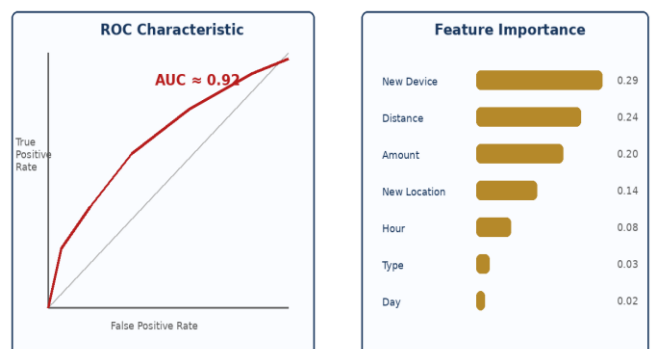 ROC Characteristic
AUC ≈ 0.92
True
Positive
Rate
False Positive Rate
Feature Importance
New Device 0.29
Distance 0.24
Amount 0.20
New Location 0.14
Hour 0.08
Type 0.03
Day 0.02